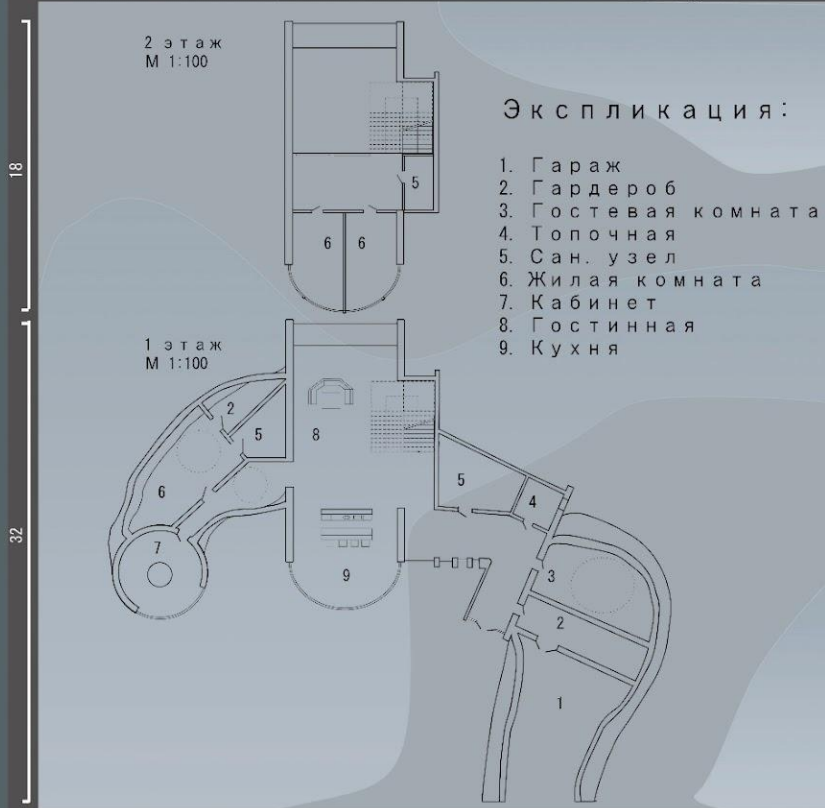 2 этаж
М 1:100
18
5
6 6
Экспликация:
1. Гараж
2. Гардероб
3. Гостевая комната
4. Топочная
5. Сан. узел
6. Жилая комната
7. Кабинет
8. Гостинная
9. Кухня
1 этаж
М 1:100
32
2
5
8
6
7
9
5
4
3
2
1